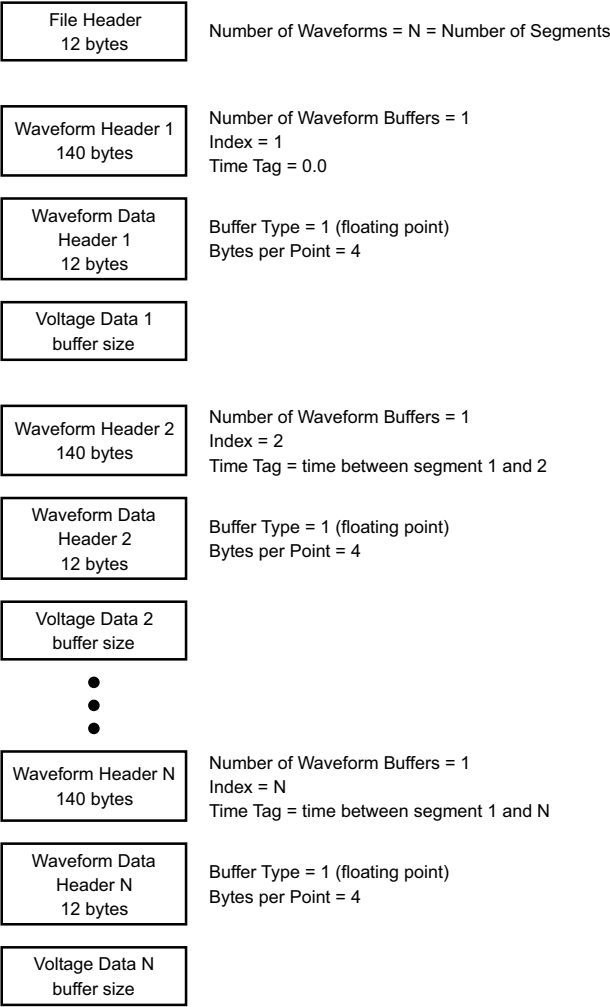 File Header
12 bytes
Number of Waveforms = N = Number of Segments
Waveform Header 1
140 bytes
Number of Waveform Buffers = 1
Index = 1
Time Tag = 0.0
Waveform Data
Header 1
12 bytes
Buffer Type = 1 (floating point)
Bytes per Point = 4
Voltage Data 1
buffer size
Waveform Header 2
140 bytes
Number of Waveform Buffers = 1
Index = 2
Time Tag = time between segment 1 and 2
Waveform Data
Header 2
12 bytes
Buffer Type = 1 (floating point)
Bytes per Point = 4
Voltage Data 2
buffer size
Waveform Header N
140 bytes
Number of Waveform Buffers = 1
Index = N
Time Tag = time between segment 1 and N
Waveform Data
Header N
12 bytes
Buffer Type = 1 (floating point)
Bytes per Point = 4
Voltage Data N
buffer size